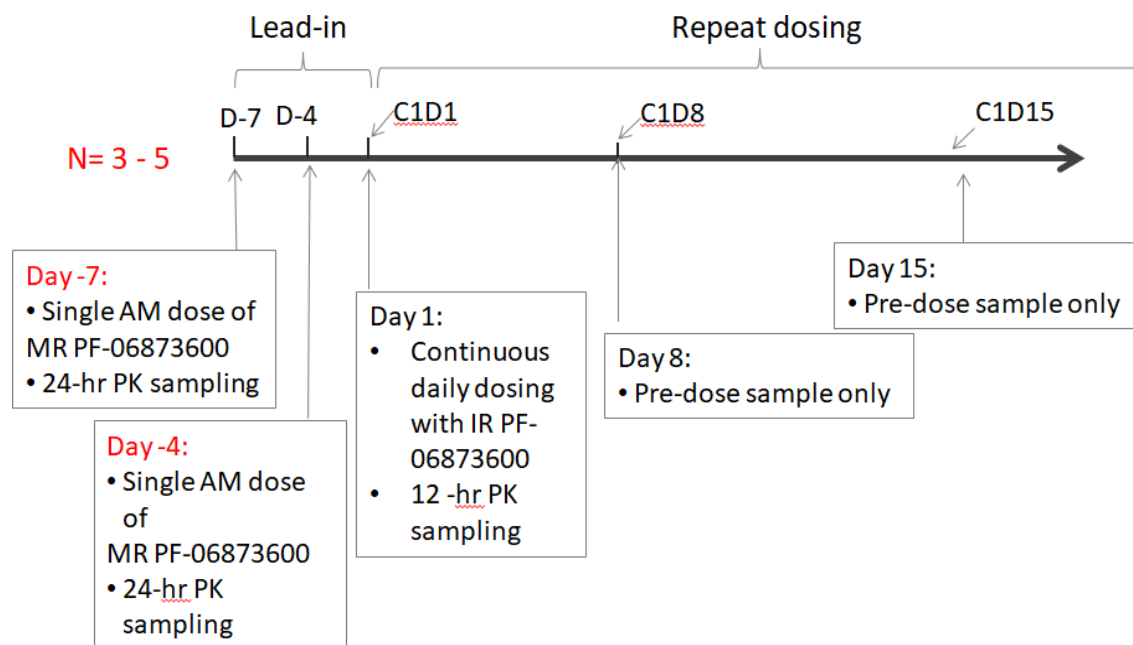 Lead-in
Repeat dosing
D-7
D-4
C1D1
C1D8
C1D15
N= 3 - 5
Day -7:
• Single AM dose of
MR PF-06873600
• 24-hr PK sampling
Day -4:
• Single AM dose
of
MR PF-06873600
• 24-hr PK
sampling
Day 1:
• Continuous
daily dosing
with IR PF-
06873600
• 12 -hr PK
sampling
Day 8:
• Pre-dose sample only
Day 15:
• Pre-dose sample only